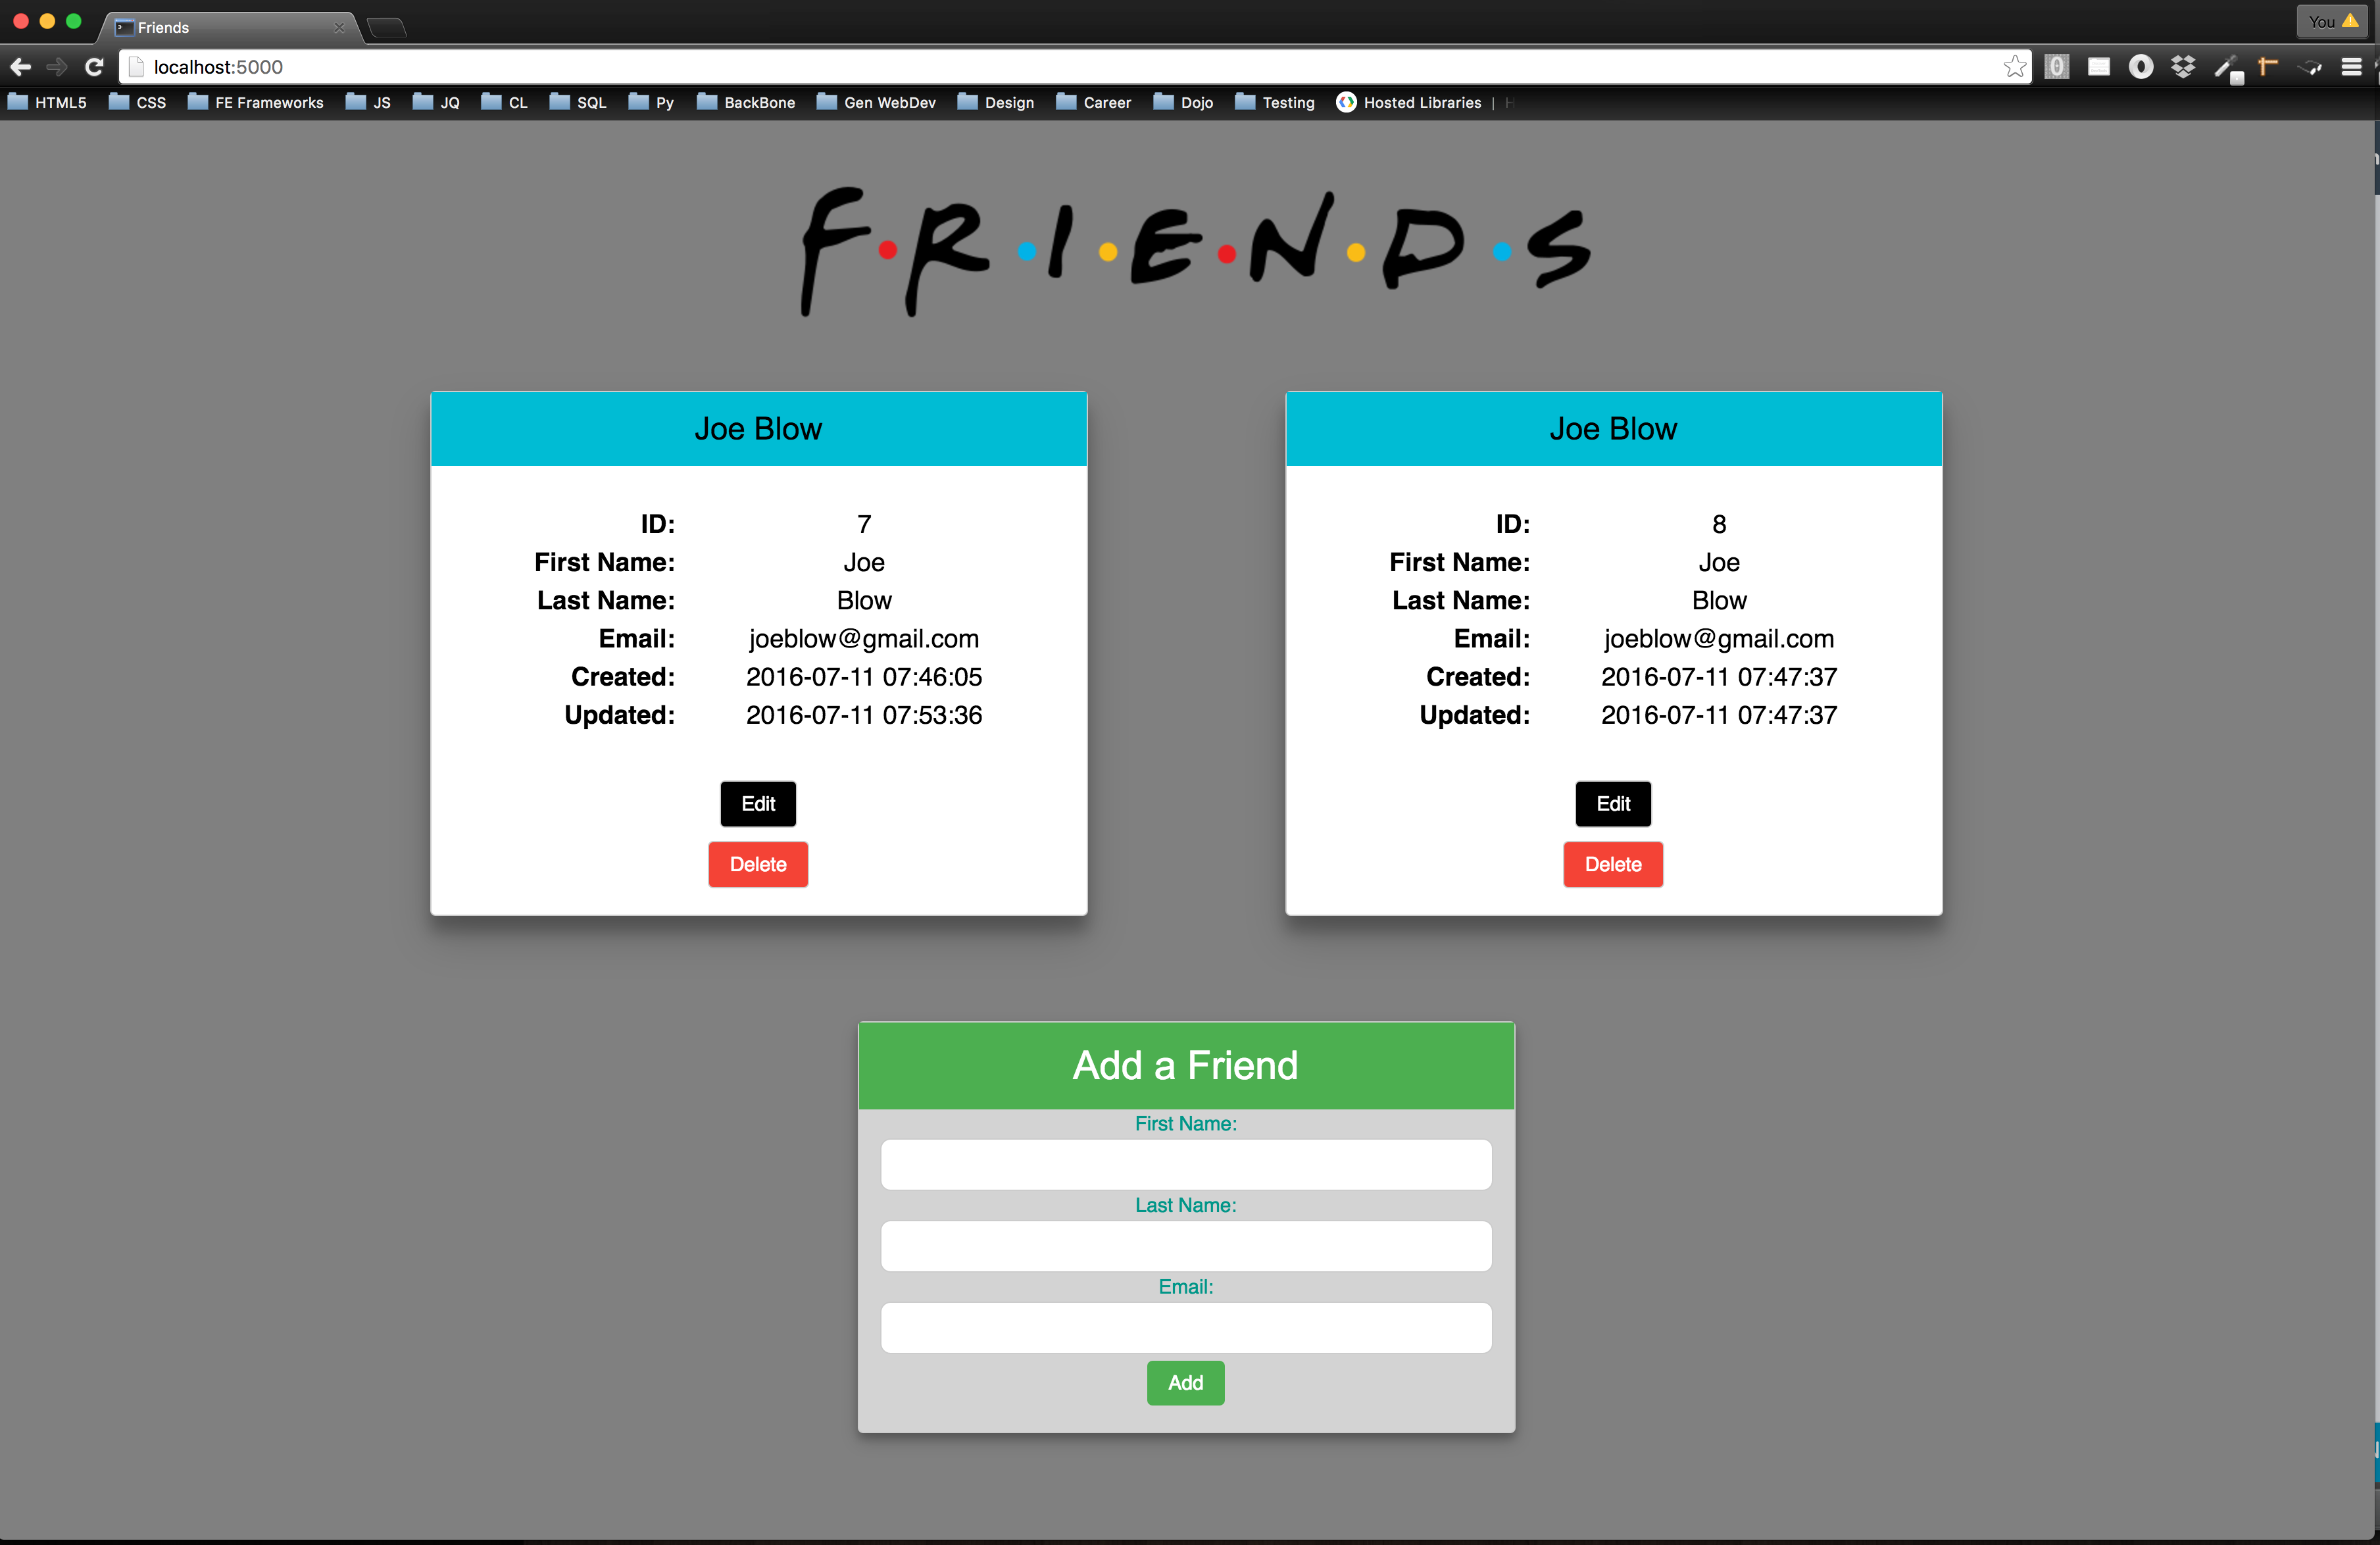 Friends
You
localhost:5000
HTML5 CSS FE Frameworks JS JQ CL SQL Py BackBone Gen WebDev Design Career Dojo Testing Hosted Libraries |
F·R·I·E·N·D·S
Joe Blow
ID: 7
First Name: Joe
Last Name: Blow
Email: joeblow@gmail.com
Created: 2016-07-11 07:46:05
Updated: 2016-07-11 07:53:36
Edit
Delete
Joe Blow
ID: 8
First Name: Joe
Last Name: Blow
Email: joeblow@gmail.com
Created: 2016-07-11 07:47:37
Updated: 2016-07-11 07:47:37
Edit
Delete
Add a Friend
First Name:
Last Name:
Email:
Add